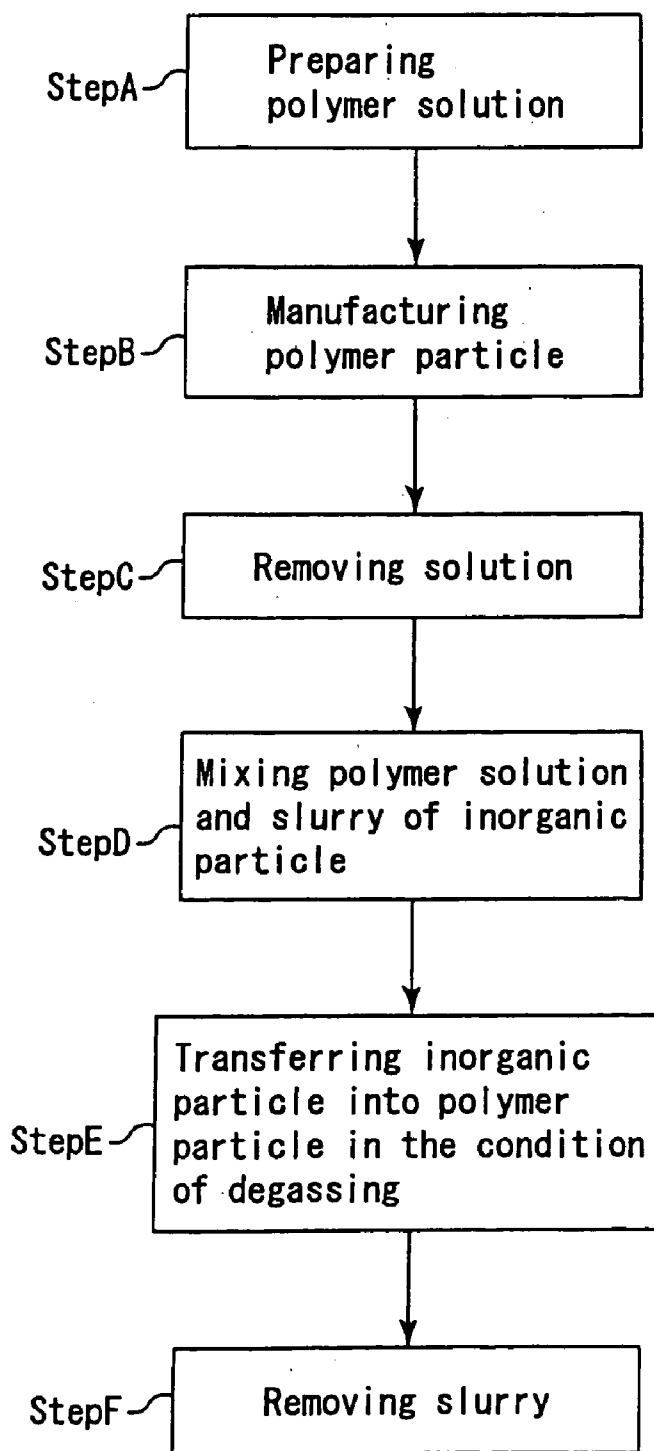 StepA
Preparing
polymer solution
StepB
Manufacturing
polymer particle
StepC
Removing solution
StepD
Mixing polymer solution
and slurry of inorganic
particle
StepE
Transferring inorganic
particle into polymer
particle in the condition
of degassing
StepF
Removing slurry